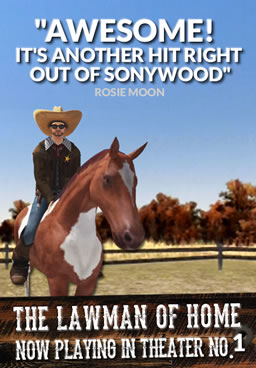 "AWESOME!
IT'S ANOTHER HIT RIGHT
OUT OF SONYWOOD"
ROSIE MOON
THE LAWMAN OF HOME
NOW PLAYING IN THEATER NO.1